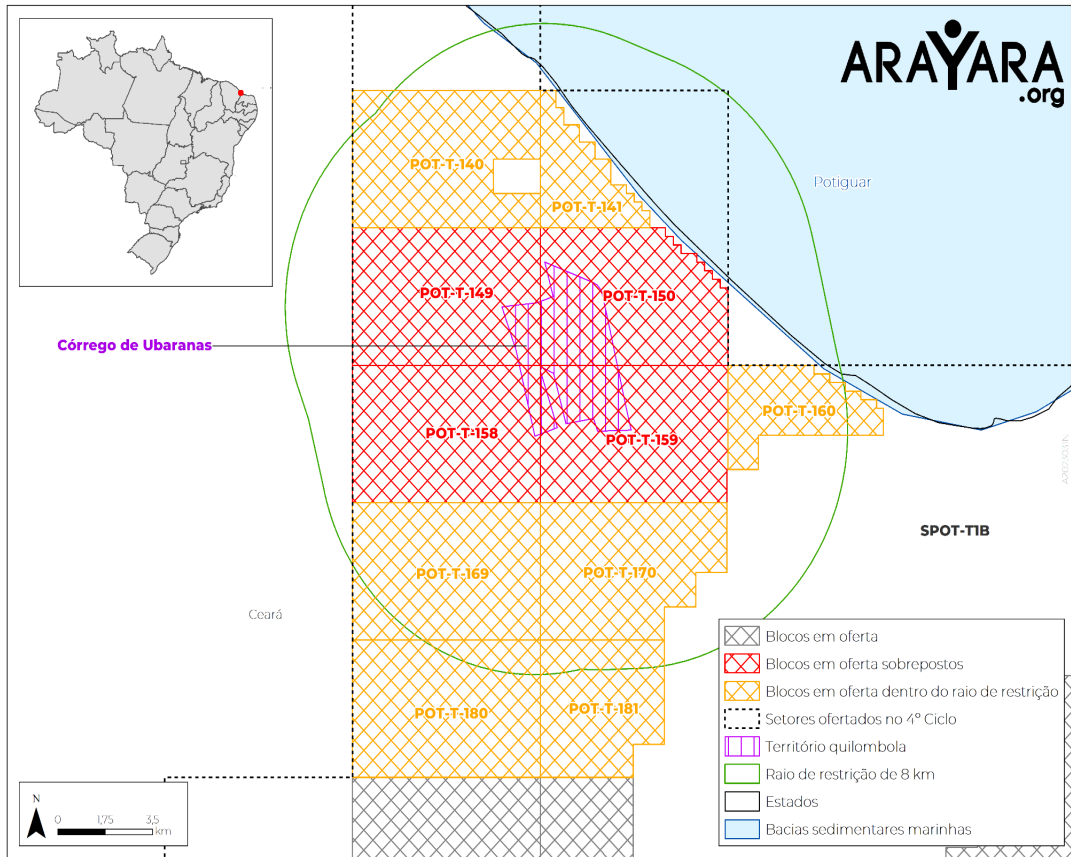 ARAYARA
.org
POT-T-140
Potiguar
POT-T-141
POT-T-149
POT-T-150
Córrego de Ubaranas
POT-T-160
POT-T-158
POT-T-159
SPOT-T1B
POT-T-169
POT-T-170
Ceará
POT-T-180
POT-T-181
Blocos em oferta
Blocos em oferta sobrepostos
Blocos em oferta dentro do raio de restrição
Setores ofertados no 4º Ciclo
Território quilombola
Raio de restrição de 8 km
Estados
Bacias sedimentares marinhas
N
0 1,75 3,5
km